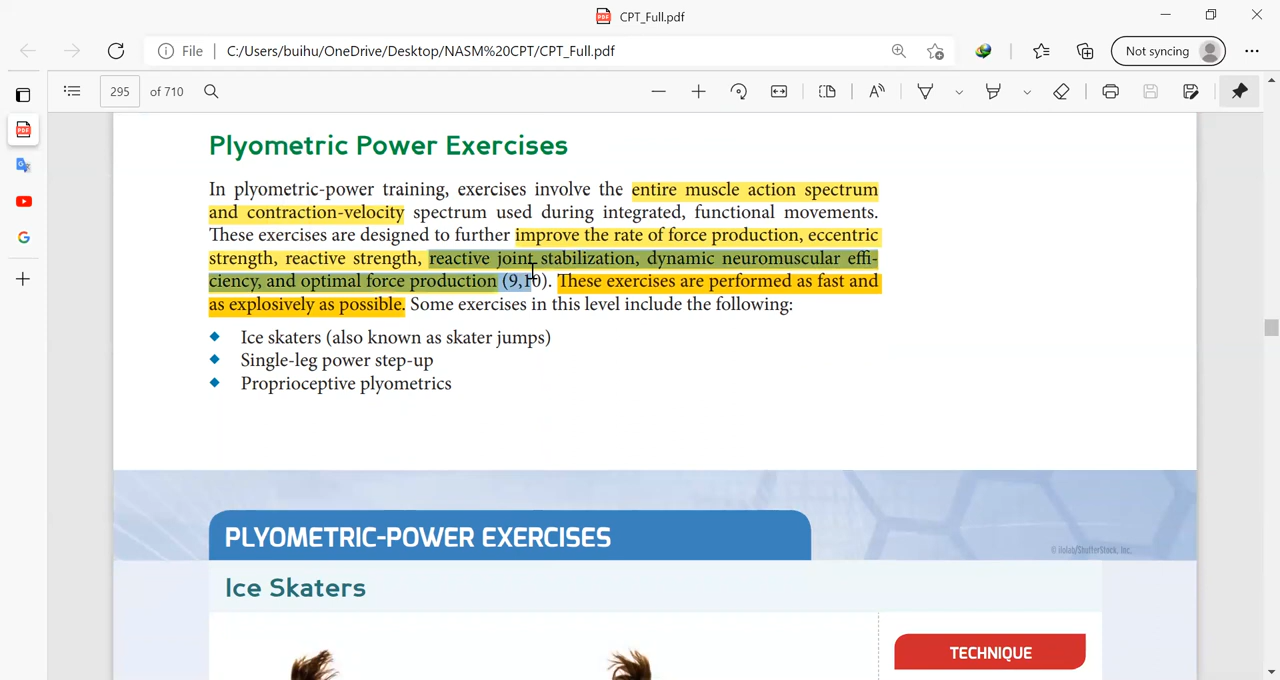 CPT_Full.pdf
File
C:/Users/buihu/OneDrive/Desktop/NASM%20CPT/CPT_Full.pdf
Not syncing
295 of 710
Plyometric Power Exercises
In plyometric-power training, exercises involve the entire muscle action spectrum
and contraction-velocity spectrum used during integrated, functional movements.
These exercises are designed to further improve the rate of force production, eccentric
strength, reactive strength, reactive joint stabilization, dynamic neuromuscular effi-
ciency, and optimal force production (9,10). These exercises are performed as fast and
as explosively as possible. Some exercises in this level include the following:
Ice skaters (also known as skater jumps)
Single-leg power step-up
Proprioceptive plyometrics
PLYOMETRIC-POWER EXERCISES
Ice Skaters
TECHNIQUE